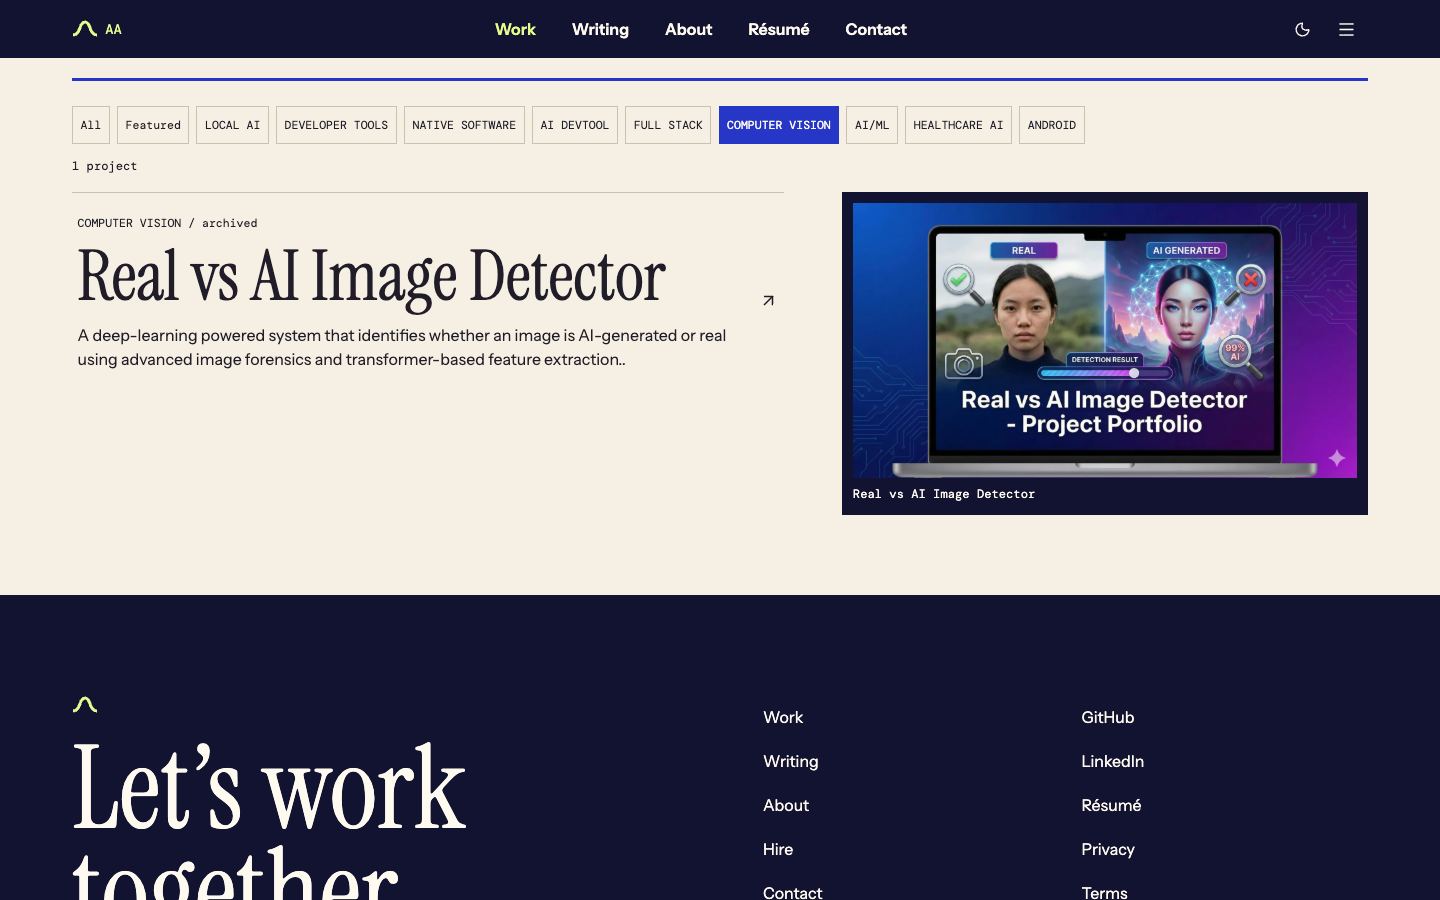 AA
Work
Writing
About
Résumé
Contact
All
Featured
LOCAL AI
DEVELOPER TOOLS
NATIVE SOFTWARE
AI DEVTOOL
FULL STACK
COMPUTER VISION
AI/ML
HEALTHCARE AI
ANDROID
1 project
COMPUTER VISION / archived
Real vs AI Image Detector
A deep-learning powered system that identifies whether an image is AI-generated or real
using advanced image forensics and transformer-based feature extraction..
REAL
AI GENERATED
99%
AI
DETECTION RESULT
Real vs AI Image Detector
- Project Portfolio
Real vs AI Image Detector
Let’s work
together
Work
Writing
About
Hire
Contact
GitHub
LinkedIn
Résumé
Privacy
Terms